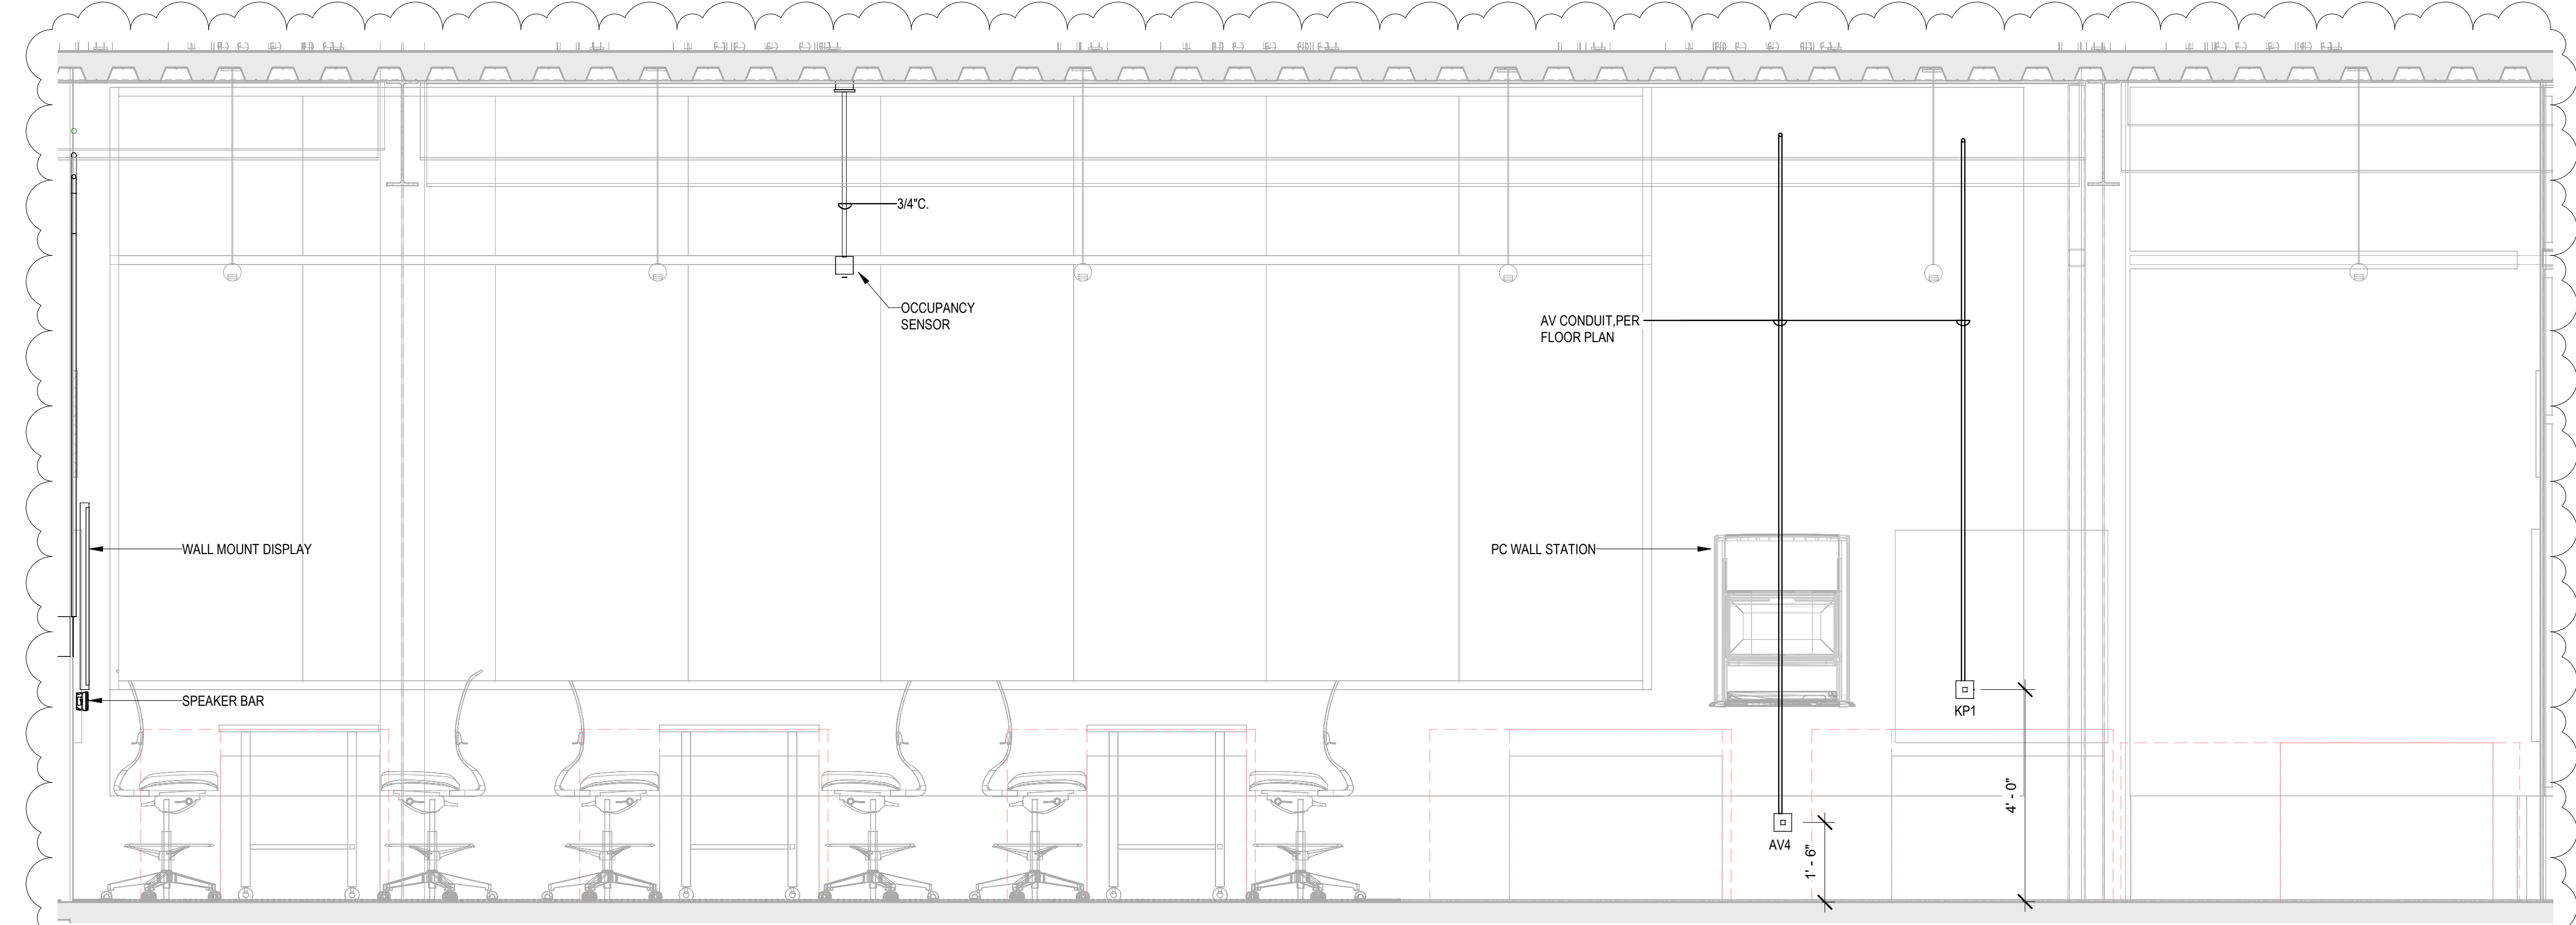 3/4"C.
OCCUPANCY
SENSOR
AV CONDUIT,PER
FLOOR PLAN
WALL MOUNT DISPLAY
PC WALL STATION
SPEAKER BAR
KP1
4' - 0"
AV4
1' - 6"